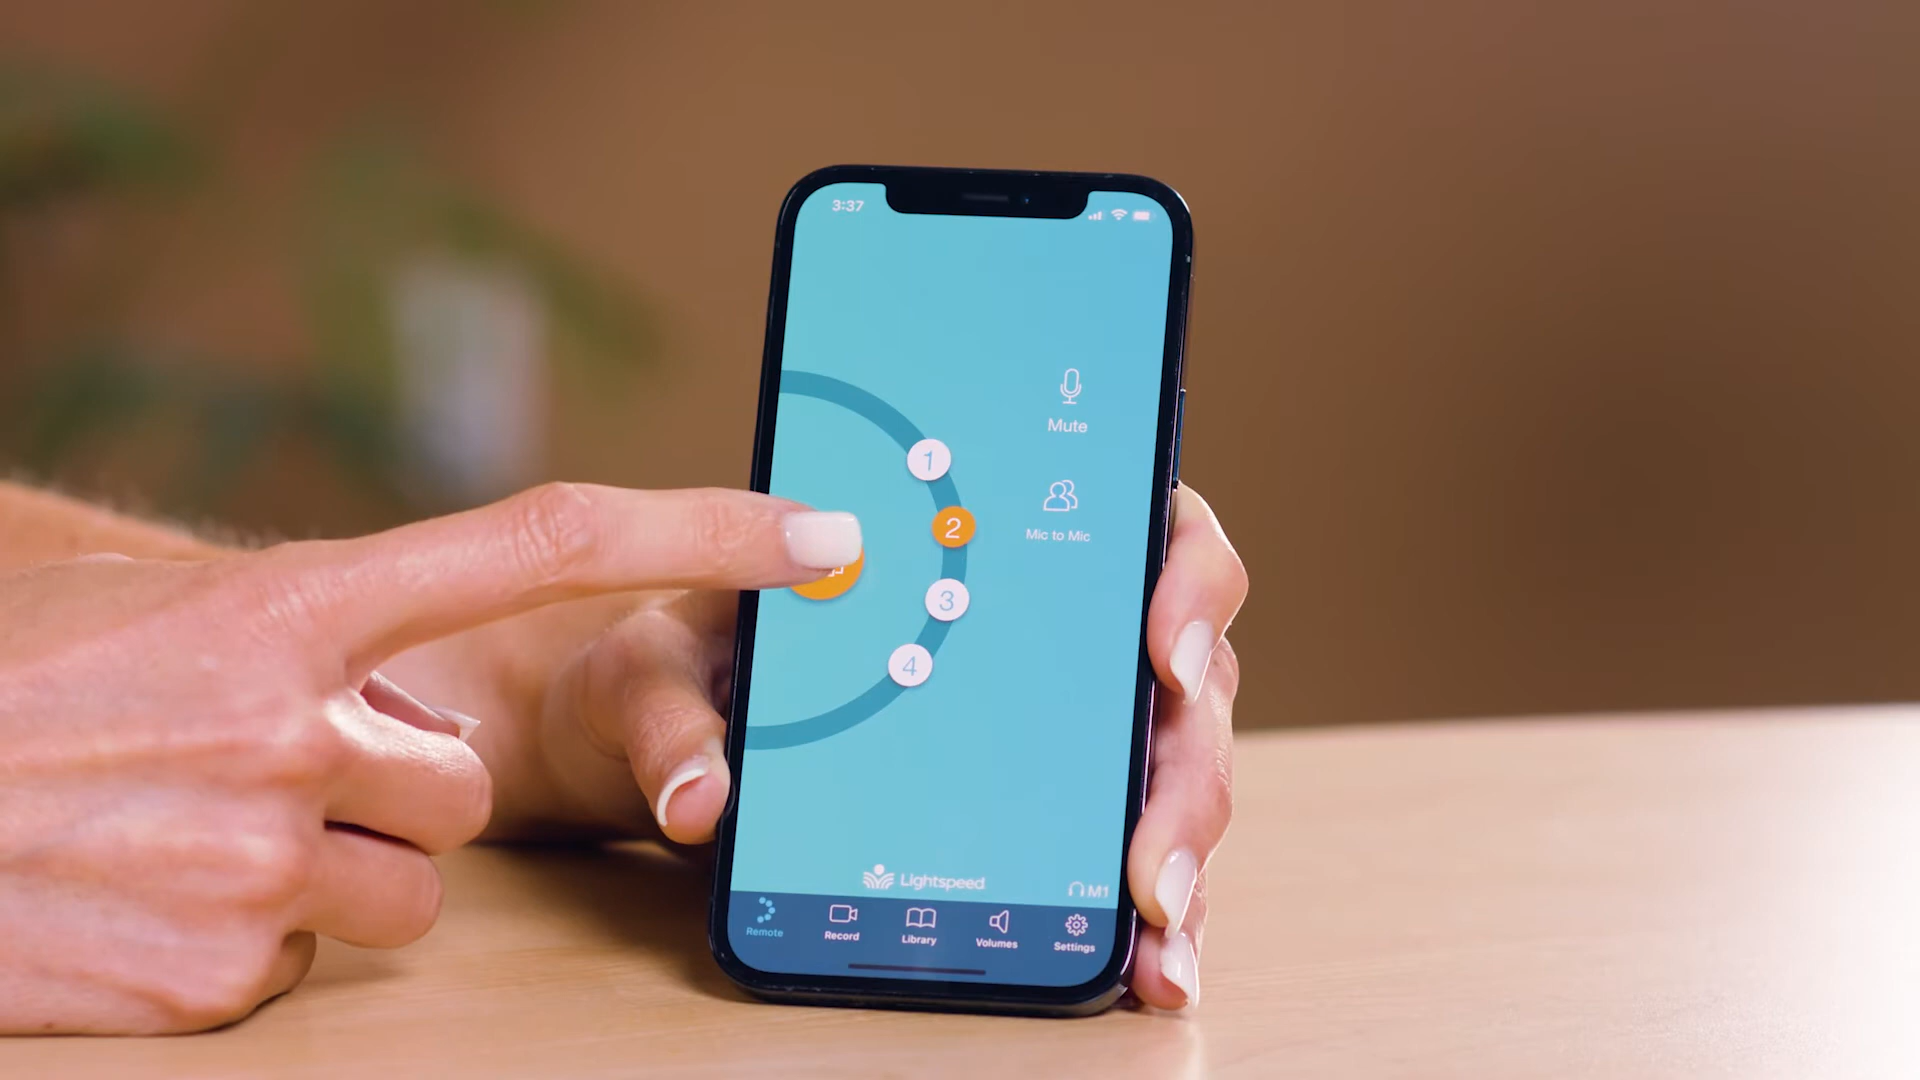 3:37
Mute
1
2
Mic to Mic
3
4
Lightspeed
M1
Remote
Record
Library
Volumes
Settings